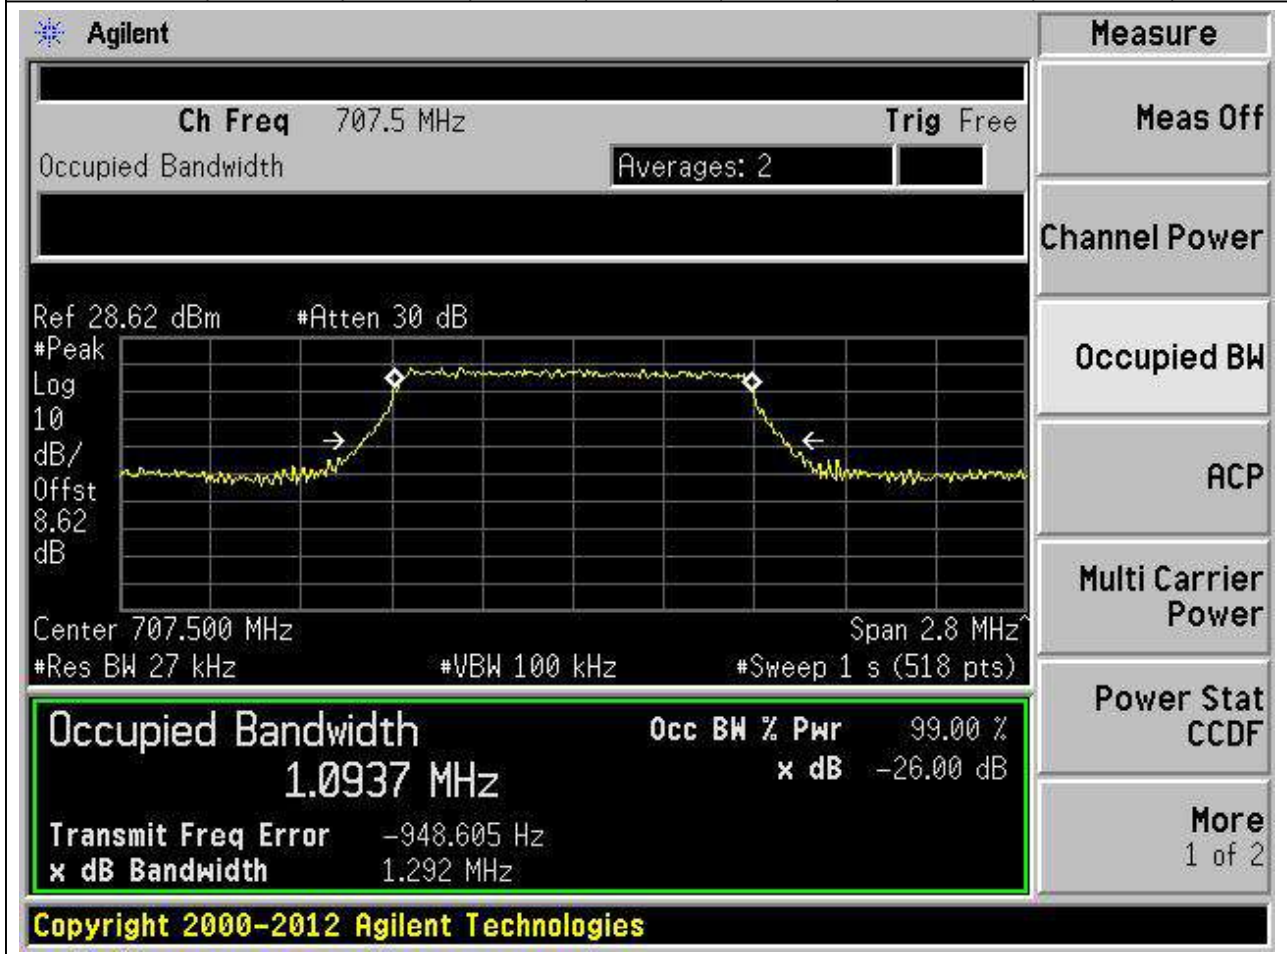 Agilent
Measure
Ch Freq 707.5 MHz Trig Free
Occupied Bandwidth Averages: 2
Ref 28.62 dBm #Atten 30 dB
#Peak
Log
10
dB/
Offst
8.62
dB
Center 707.500 MHz Span 2.8 MHz^
#Res BW 27 kHz #VBW 100 kHz #Sweep 1 s (518 pts)
Occupied Bandwidth Occ BW % Pwr 99.00 %
1.0937 MHz x dB -26.00 dB
Transmit Freq Error -948.605 Hz
x dB Bandwidth 1.292 MHz
Meas Off
Channel Power
Occupied BW
ACP
Multi Carrier
Power
Power Stat
CCDF
More
1 of 2
Copyright 2000-2012 Agilent Technologies